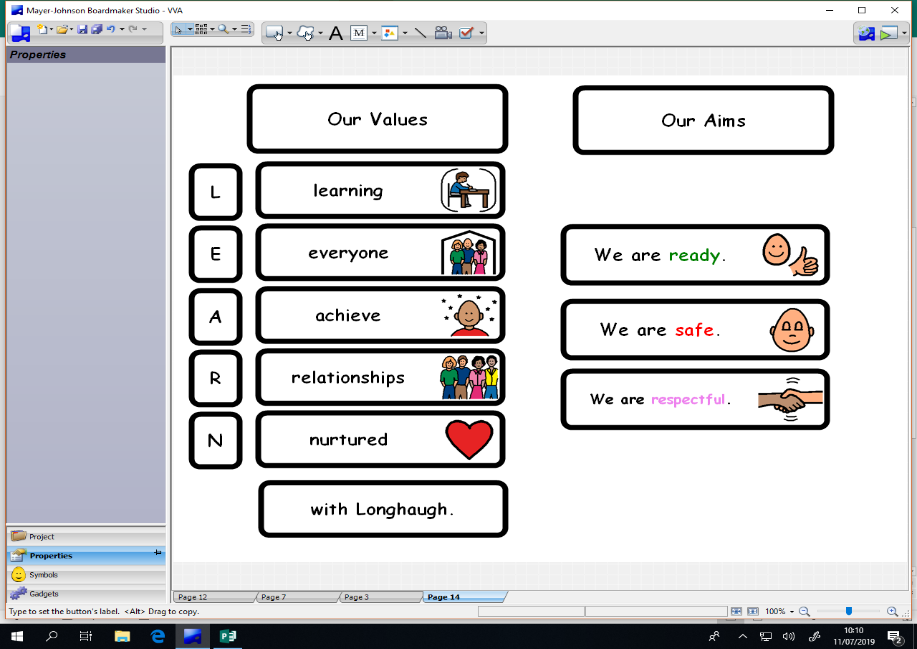 Mayer-Johnson Boardmaker Studio - VVA
A
M
Properties
Our Values
Our Aims
L
learning
E
everyone
We are ready.
A
achieve
We are safe.
R
relationships
We are respectful.
N
nurtured
with Longhaugh.
Project
Properties
Symbols
Gadgets
Page 12
Page 7
Page 3
Page 14
Type to set the button's label. <Alt> Drag to copy.
100%
10:10
11/07/2019
2